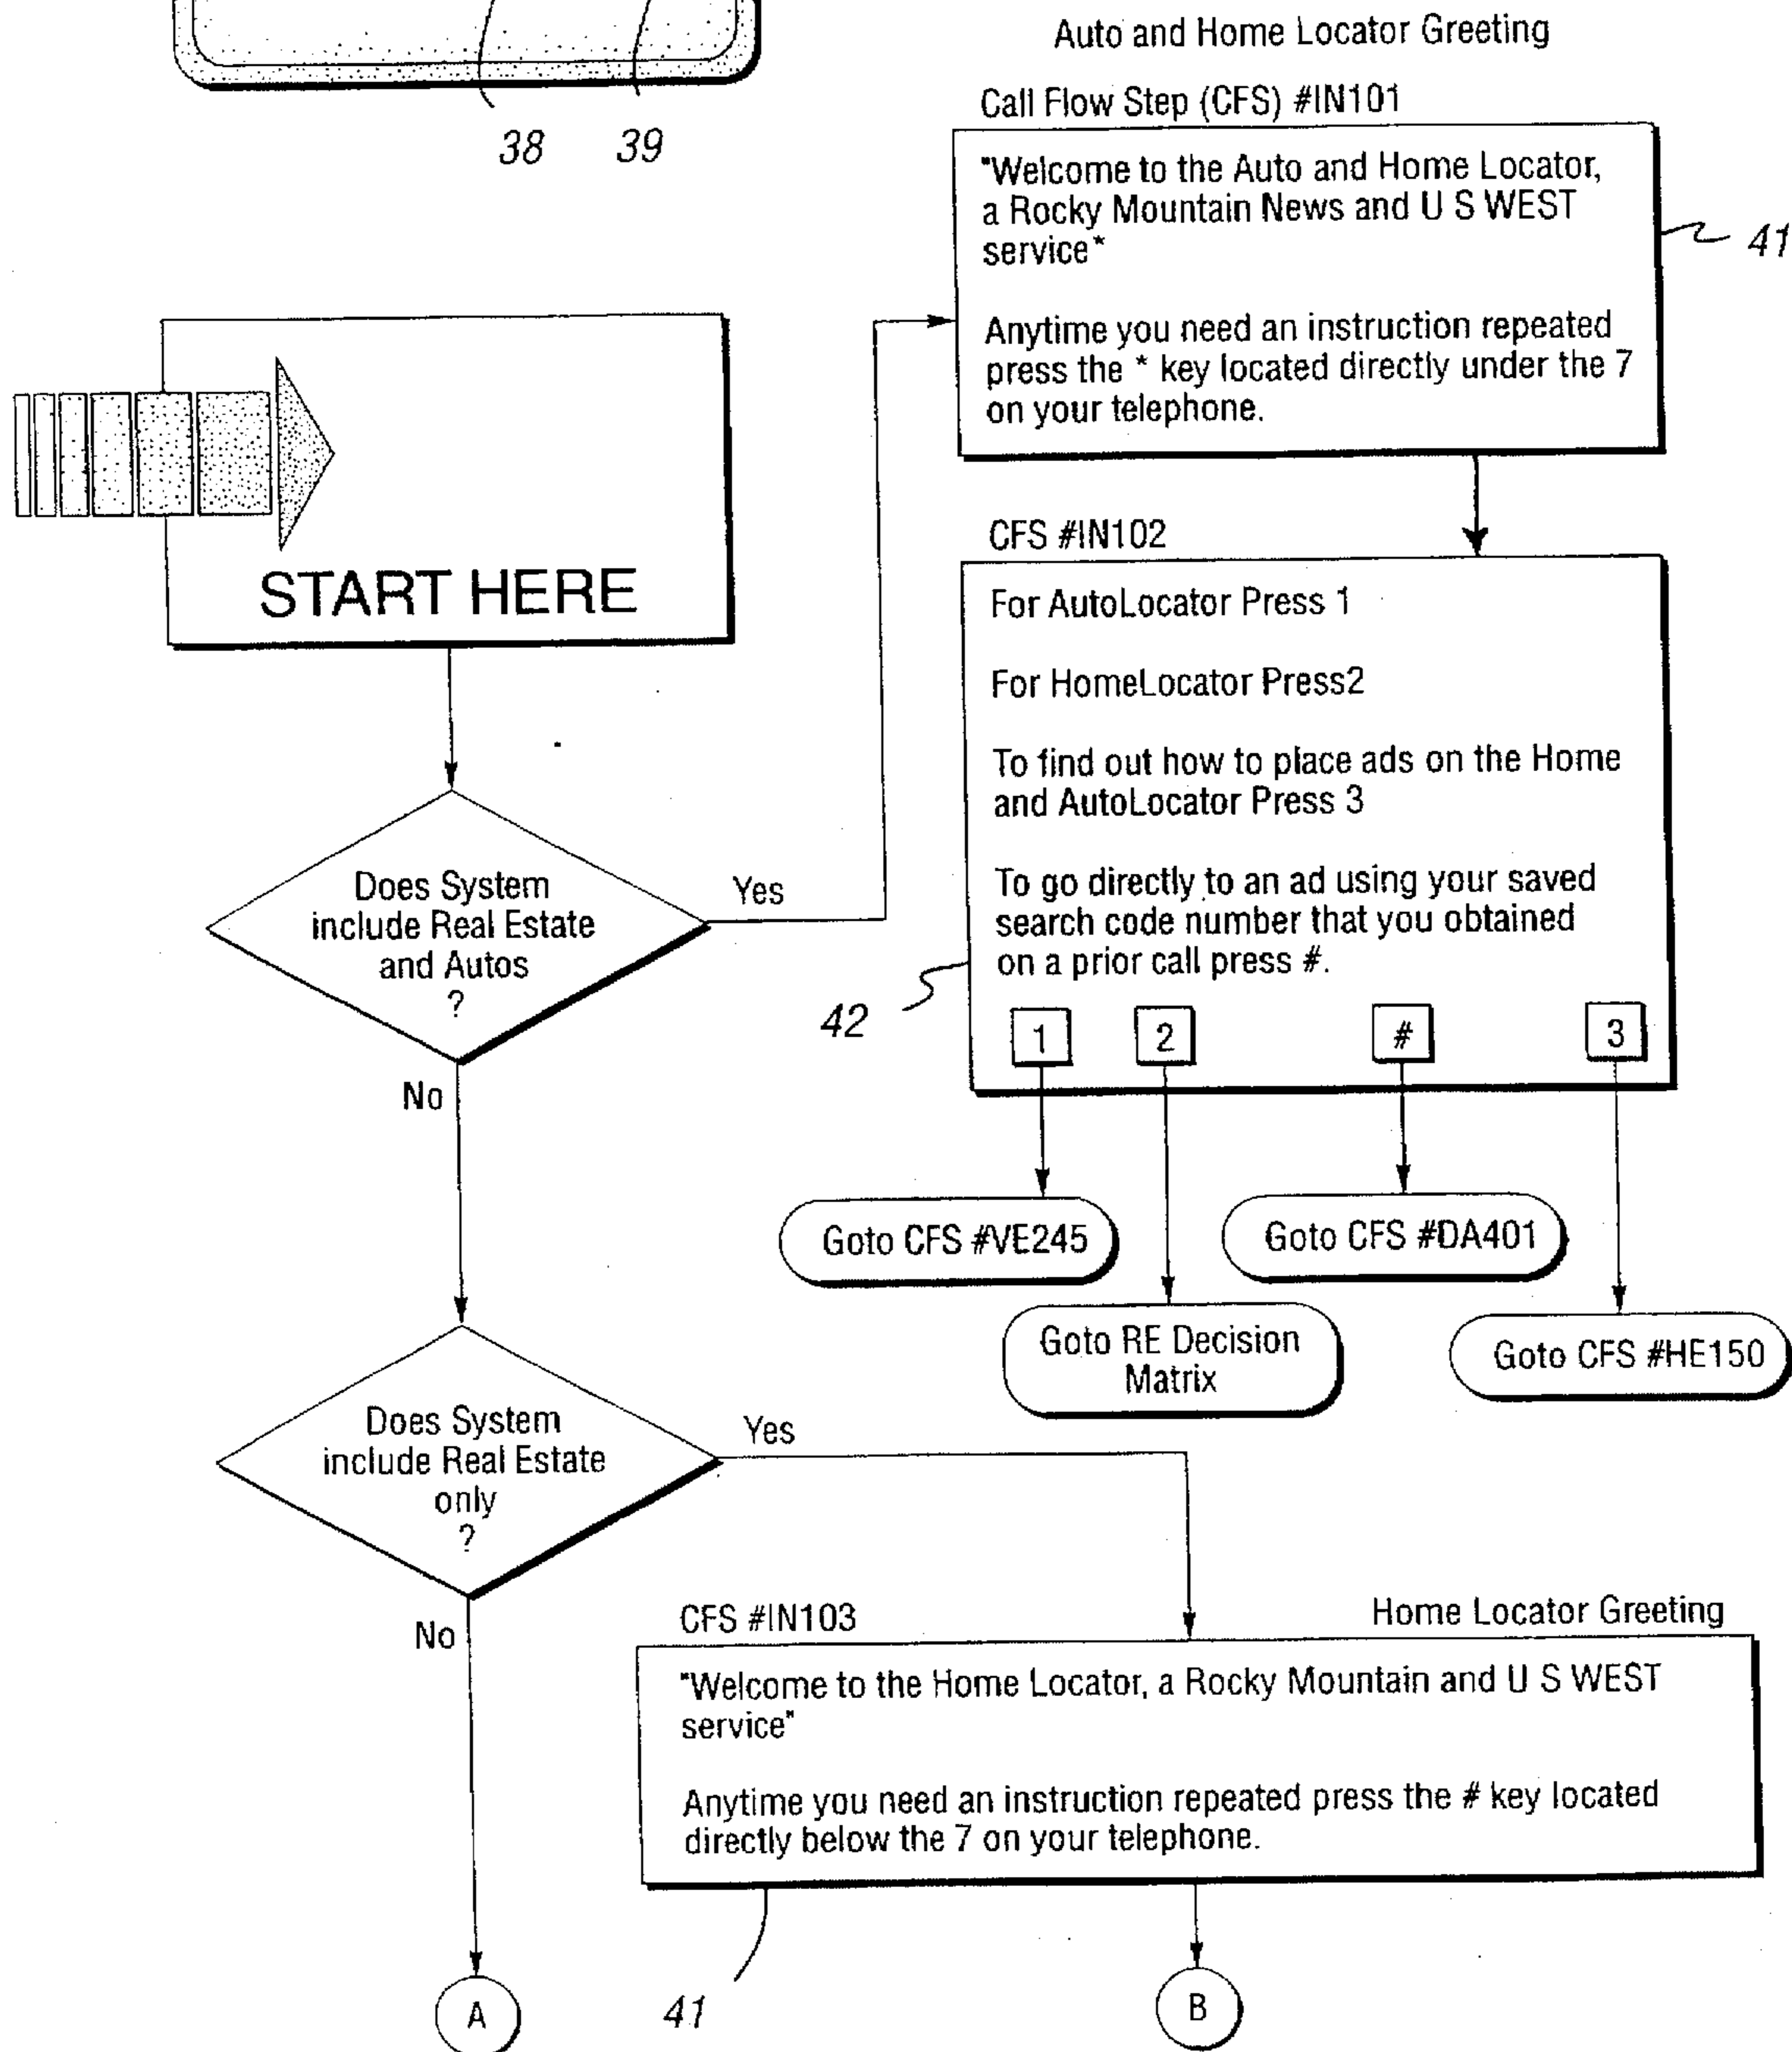 38
39
Auto and Home Locator Greeting
Call Flow Step (CFS) #IN101
"Welcome to the Auto and Home Locator,
a Rocky Mountain News and U S WEST
service*
Anytime you need an instruction repeated
press the * key located directly under the 7
on your telephone.
41
START HERE
CFS #IN102
For AutoLocator Press 1
For HomeLocator Press2
To find out how to place ads on the Home
and AutoLocator Press 3
To go directly to an ad using your saved
search code number that you obtained
on a prior call press #.
42
1
2
#
3
Does System
include Real Estate
and Autos
?
Yes
No
Goto CFS #VE245
Goto CFS #DA401
Goto RE Decision
Matrix
Goto CFS #HE150
Does System
include Real Estate
only
?
Yes
No
CFS #IN103
Home Locator Greeting
"Welcome to the Home Locator, a Rocky Mountain and U S WEST
service"
Anytime you need an instruction repeated press the # key located
directly below the 7 on your telephone.
A
41
B